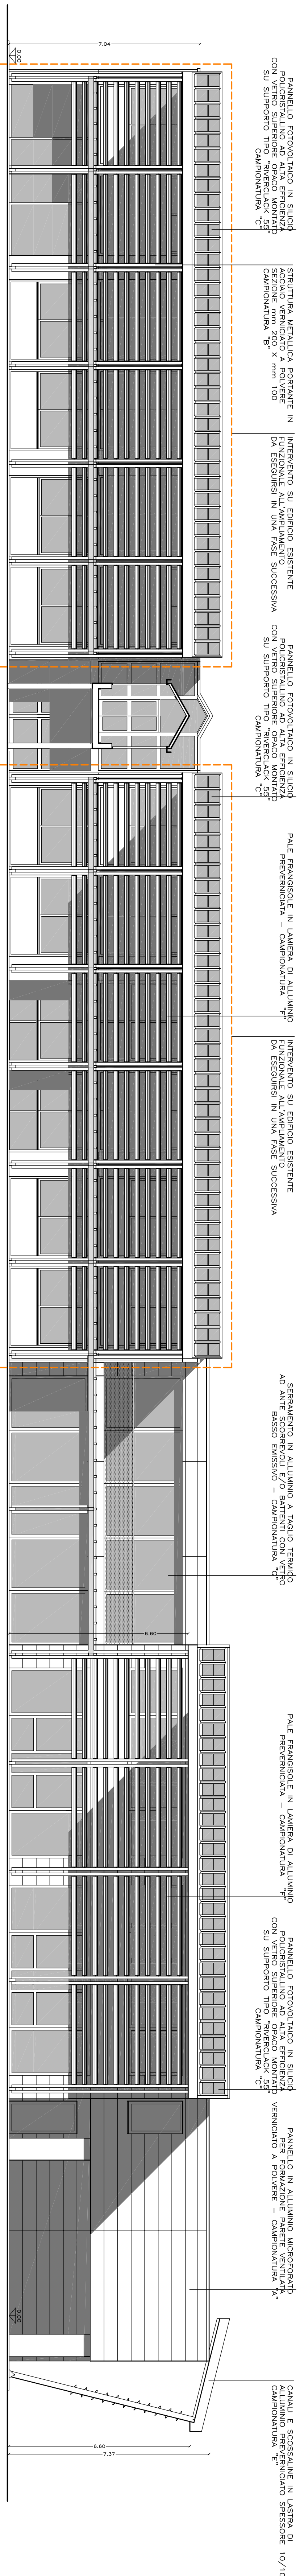 PANNELLO FOTOVOLTAICO IN SILICIO
POLICRISTALLINO AD ALTA EFFICIENZA
CON VETRO SUPERIORE OPACO MONTATO
SU SUPPORTO TIPO "RIVERCLACK 55"
CAMPIONATURA "C"
STRUTTURA METALLICA PORTANTE IN
ACCIAIO VERNICIATO A POLVERE
SEZIONE mm 200 X mm 100
CAMPIONATURA "B"
INTERVENTO SU EDIFICIO ESISTENTE
FUNZIONALE ALL'AMPLIAMENTO
DA ESEGUIRSI IN UNA FASE SUCCESSIVA
PANNELLO FOTOVOLTAICO IN SILICIO
POLICRISTALLINO AD ALTA EFFICIENZA
CON VETRO SUPERIORE OPACO MONTATO
SU SUPPORTO TIPO "RIVERCLACK 55"
CAMPIONATURA "C"
PALE FRANGISOLE IN LAMIERA DI ALLUMINIO
PREVERNICIATA – CAMPIONATURA "F"
INTERVENTO SU EDIFICIO ESISTENTE
FUNZIONALE ALL'AMPLIAMENTO
DA ESEGUIRSI IN UNA FASE SUCCESSIVA
SERRAMENTO IN ALLUMINIO A TAGLIO TERMICO
AD ANTE SCORREVOLI E/O BATTENTI CON VETRO
BASSO EMISSIVO – CAMPIONATURA "G"
PALE FRANGISOLE IN LAMIERA DI ALLUMINIO
PREVERNICIATA – CAMPIONATURA "F"
PANNELLO FOTOVOLTAICO IN SILICIO
POLICRISTALLINO AD ALTA EFFICIENZA
CON VETRO SUPERIORE OPACO MONTATO
SU SUPPORTO TIPO "RIVERCLACK 55"
CAMPIONATURA "C"
PANNELLO IN ALLUMINIO MICROFORATO
PER FORMAZIONE PARETE VENTILATA
VERNICIATO A POLVERE – CAMPIONATURA "A"
CANALI E SCOSSALINE IN LASTRA DI
ALLUMINIO PREVERNICIATO SPESSORE 10/10
CAMPIONATURA "E"
7.04
0.00
6.60
0.00
6.60
7.37